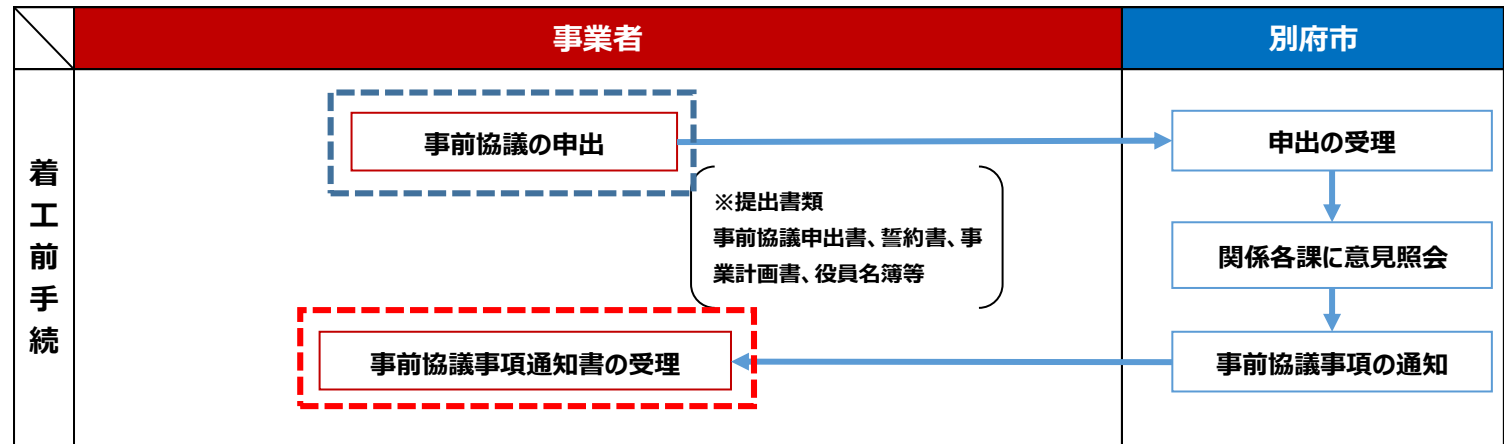 事業者
別府市
着工前手続
事前協議の申出
申出の受理
※提出書類
事前協議申出書、誓約書、事
業計画書、役員名簿等
関係各課に意見照会
事前協議事項通知書の受理
事前協議事項の通知